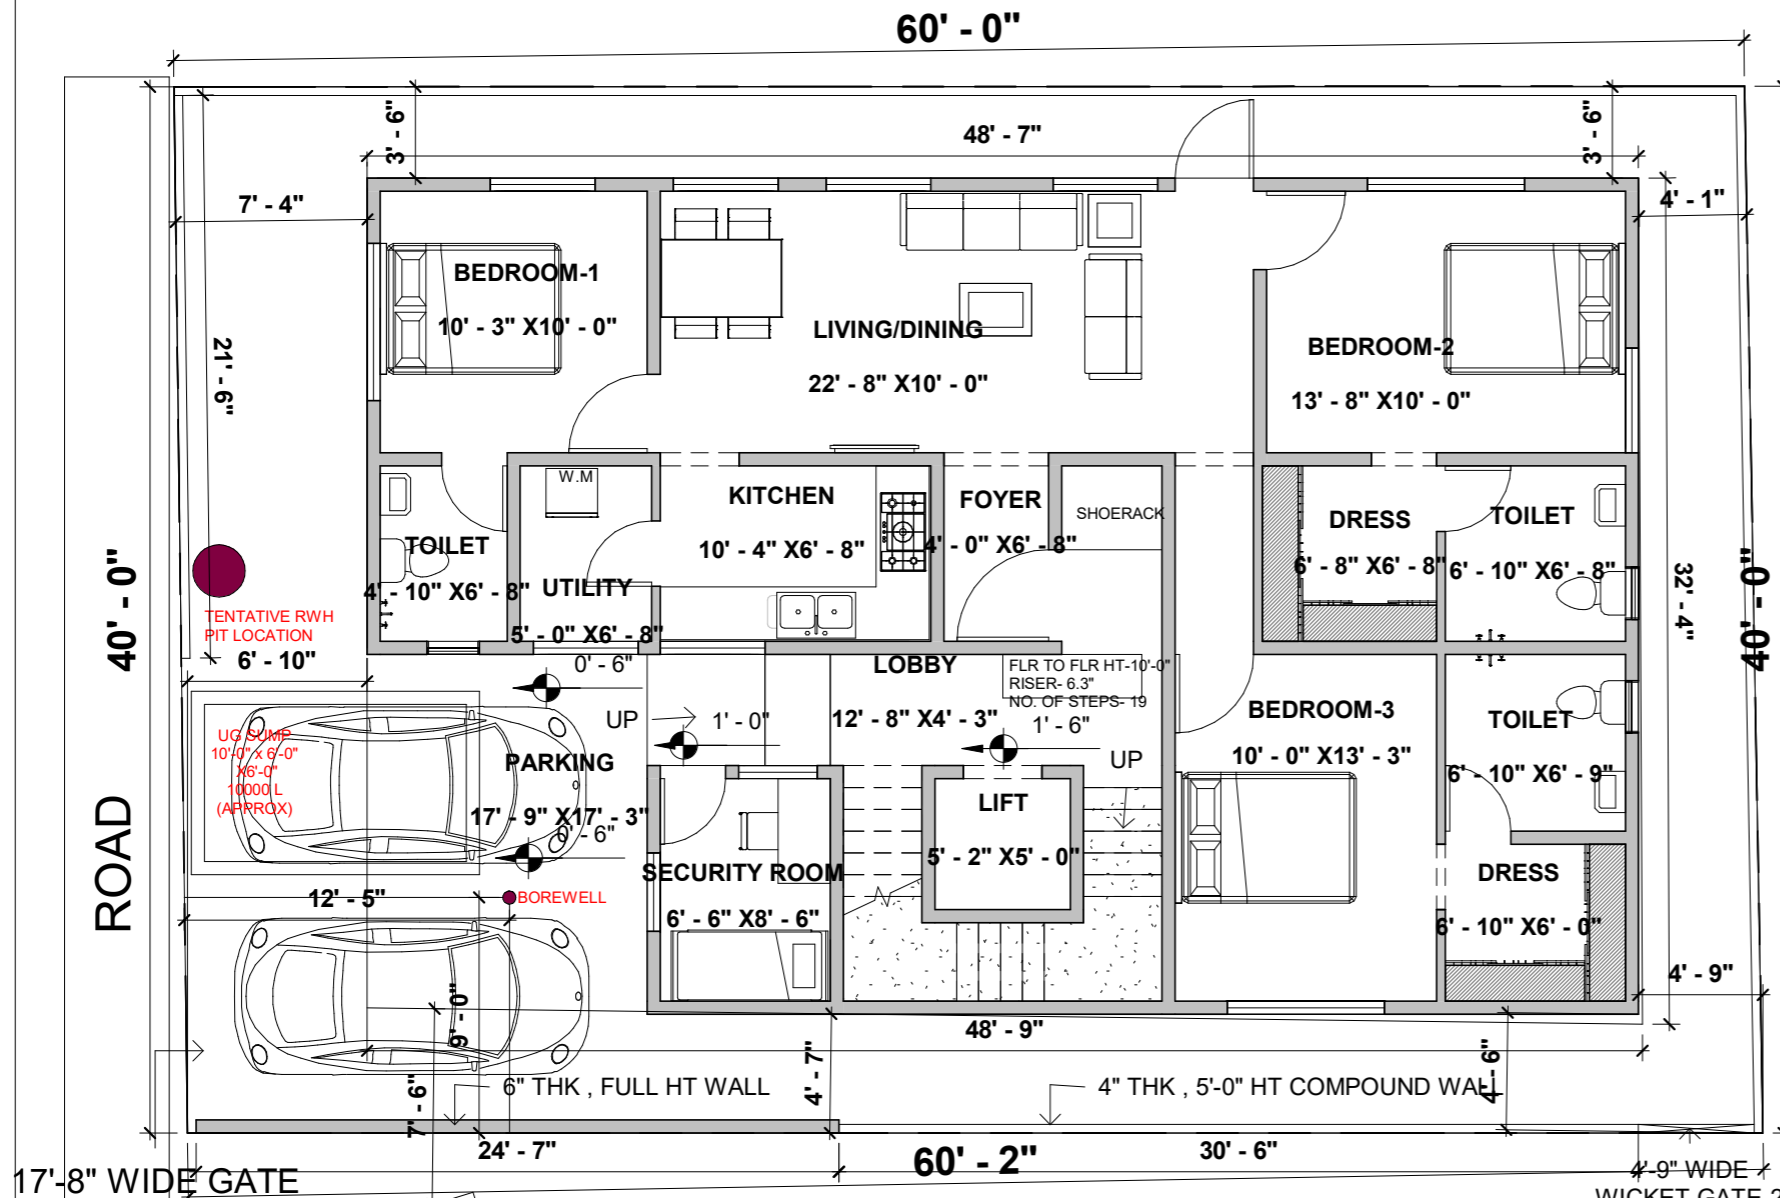 60' - 0"
48' - 7"
3' - 6"
3' - 6"
7' - 4"
4' - 1"
BEDROOM-1
10' - 3" X10' - 0"
LIVING/DINING
22' - 8" X10' - 0"
BEDROOM-2
13' - 8" X10' - 0"
21' - 6"
W.M
KITCHEN
10' - 4" X6' - 8"
FOYER
4' - 0" X6' - 8"
SHOERACK
DRESS
6' - 8" X6' - 8"
TOILET
6' - 10" X6' - 8"
TOILET
4' - 10" X6' - 8"
UTILITY
5' - 0" X6' - 8"
40' - 0"
32' - 4"
40' - 0"
TENTATIVE RWH
PIT LOCATION
6' - 10"
0' - 6"
LOBBY
12' - 8" X4' - 3"
FLR TO FLR HT-10'-0"
RISER- 6.3"
NO. OF STEPS- 19
UP
1' - 0"
1' - 6"
UP
BEDROOM-3
10' - 0" X13' - 3"
TOILET
6' - 10" X6' - 9"
UG SUMP
10'-0" x 6'-0"
X6'-0"
10000 L
(APPROX)
PARKING
17' - 9" X17' - 3"
0' - 6"
LIFT
5' - 2" X5' - 0"
ROAD
SECURITY ROOM
6' - 6" X8' - 6"
DRESS
6' - 10" X6' - 0"
12' - 5"
BOREWELL
4' - 9"
9' - 0"
48' - 9"
7' - 6"
4' - 7"
4' - 6"
6" THK , FULL HT WALL
4" THK , 5'-0" HT COMPOUND WALL
24' - 7"
60' - 2"
30' - 6"
17'-8" WIDE GATE
4'-9" WIDE
WICKET GATE-2